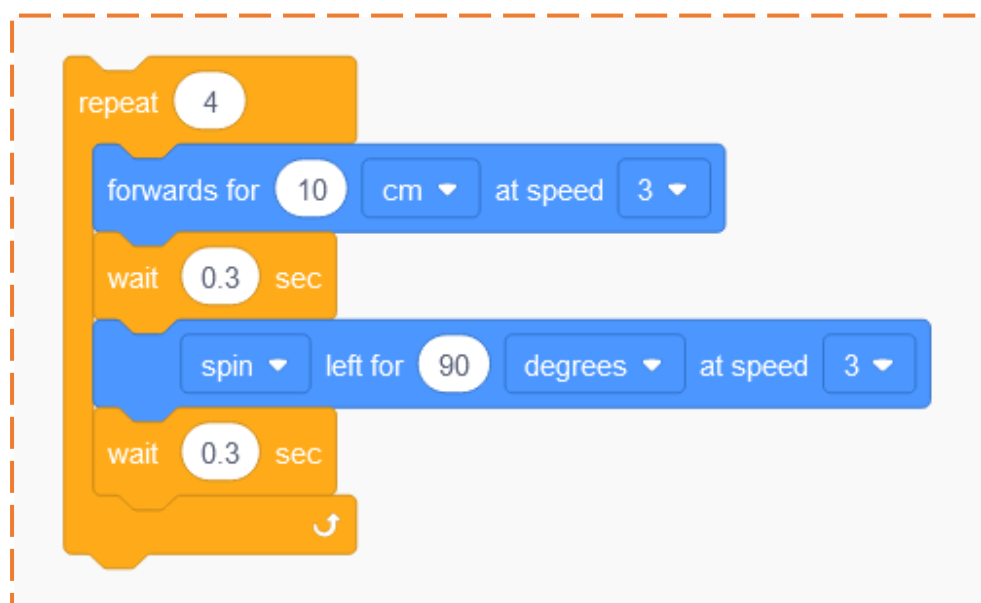 repeat 4
forwards for 10 cm at speed 3
wait 0.3 sec
spin left for 90 degrees at speed 3
wait 0.3 sec